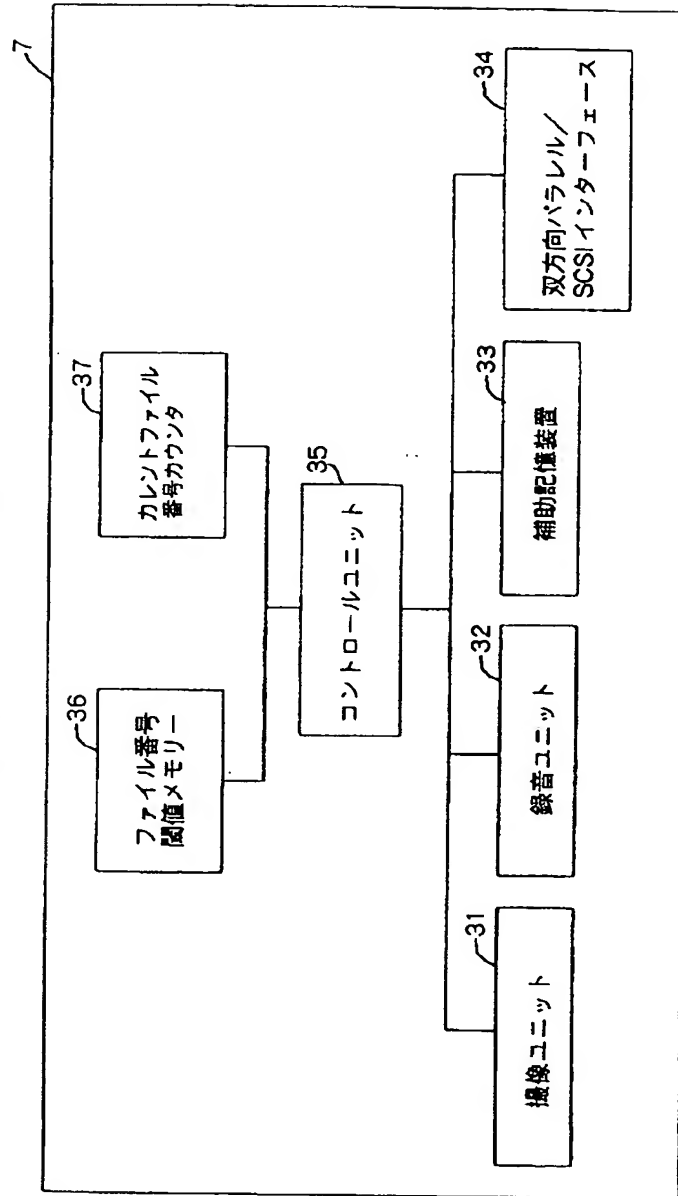 7
36
ファイル番号
閾値メモリー
37
カレントファイル
番号カウンタ
35
コントロールユニット
31
撮像ユニット
32
録音ユニット
33
補助記憶装置
34
双方向パラレル/
SCSIインターフェース